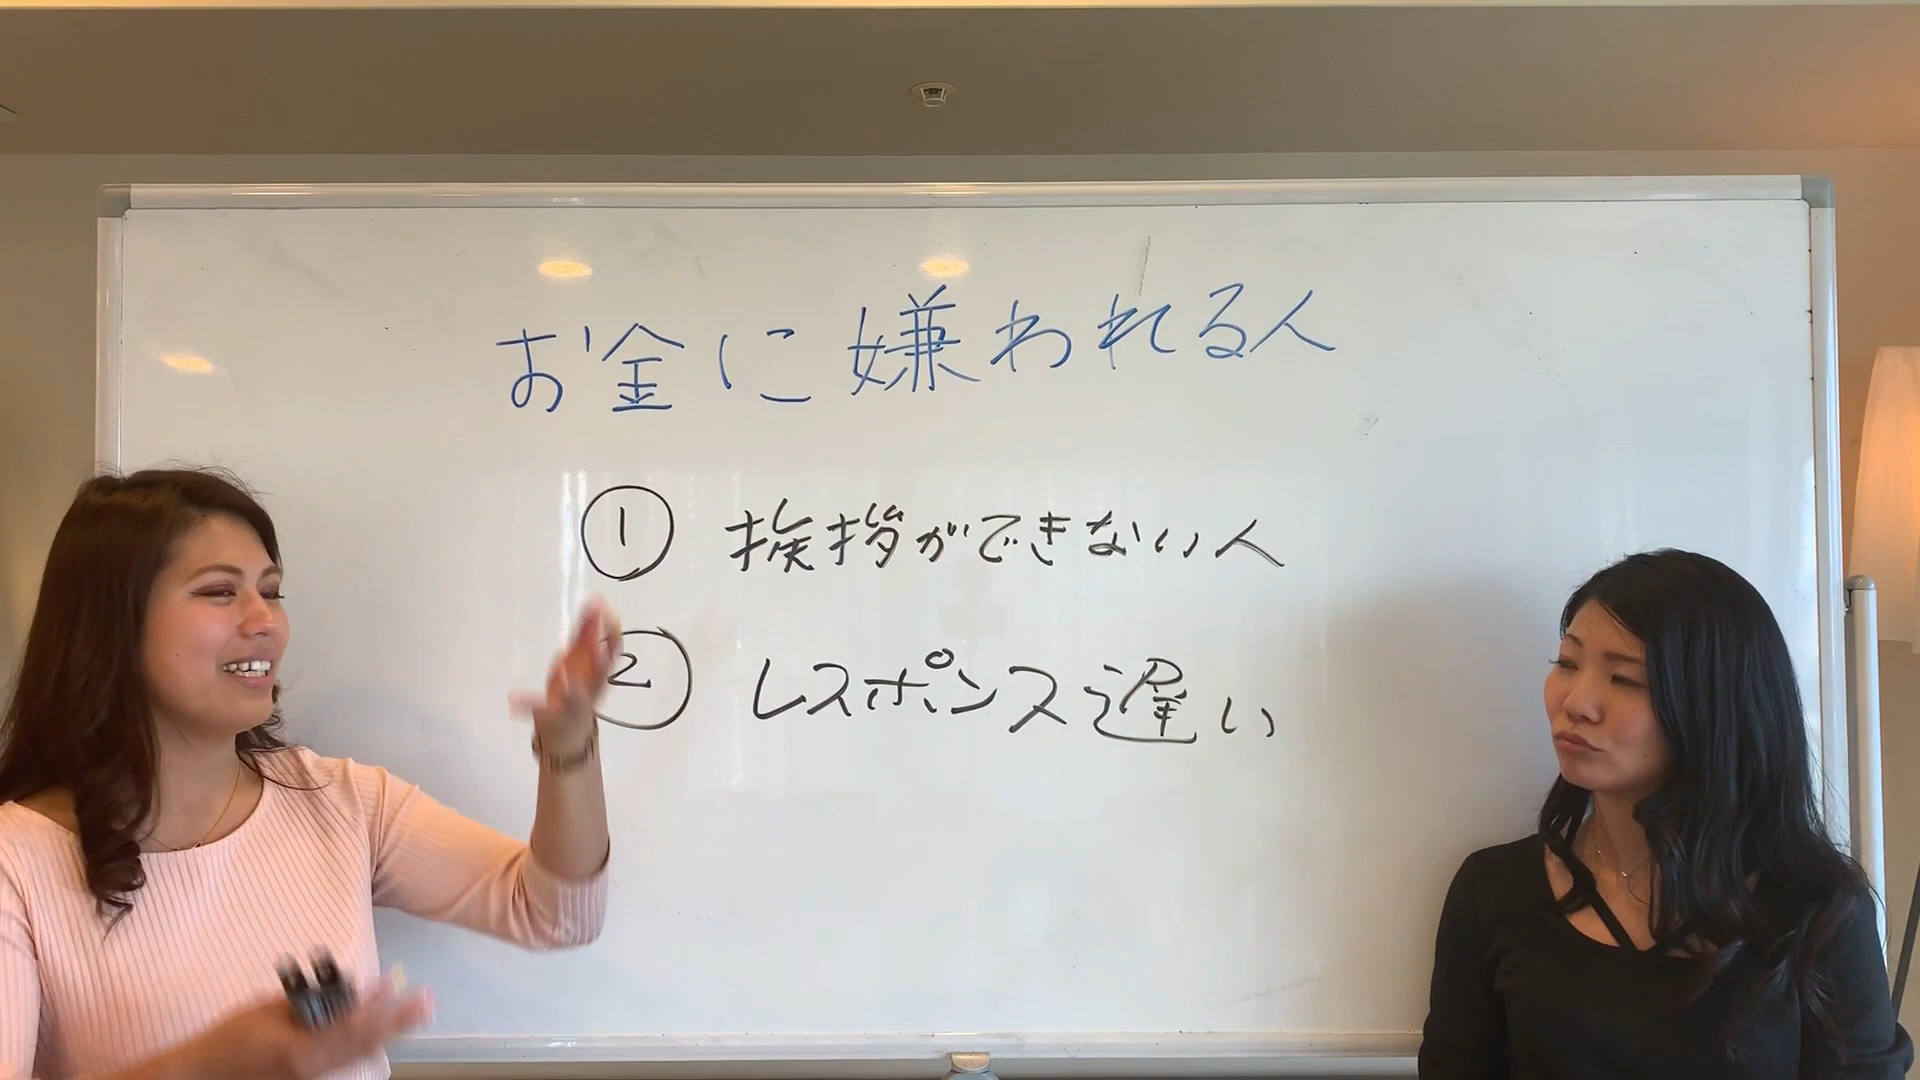 お金に嫌われる人
① 挨拶ができない人
② レスポンス遅い